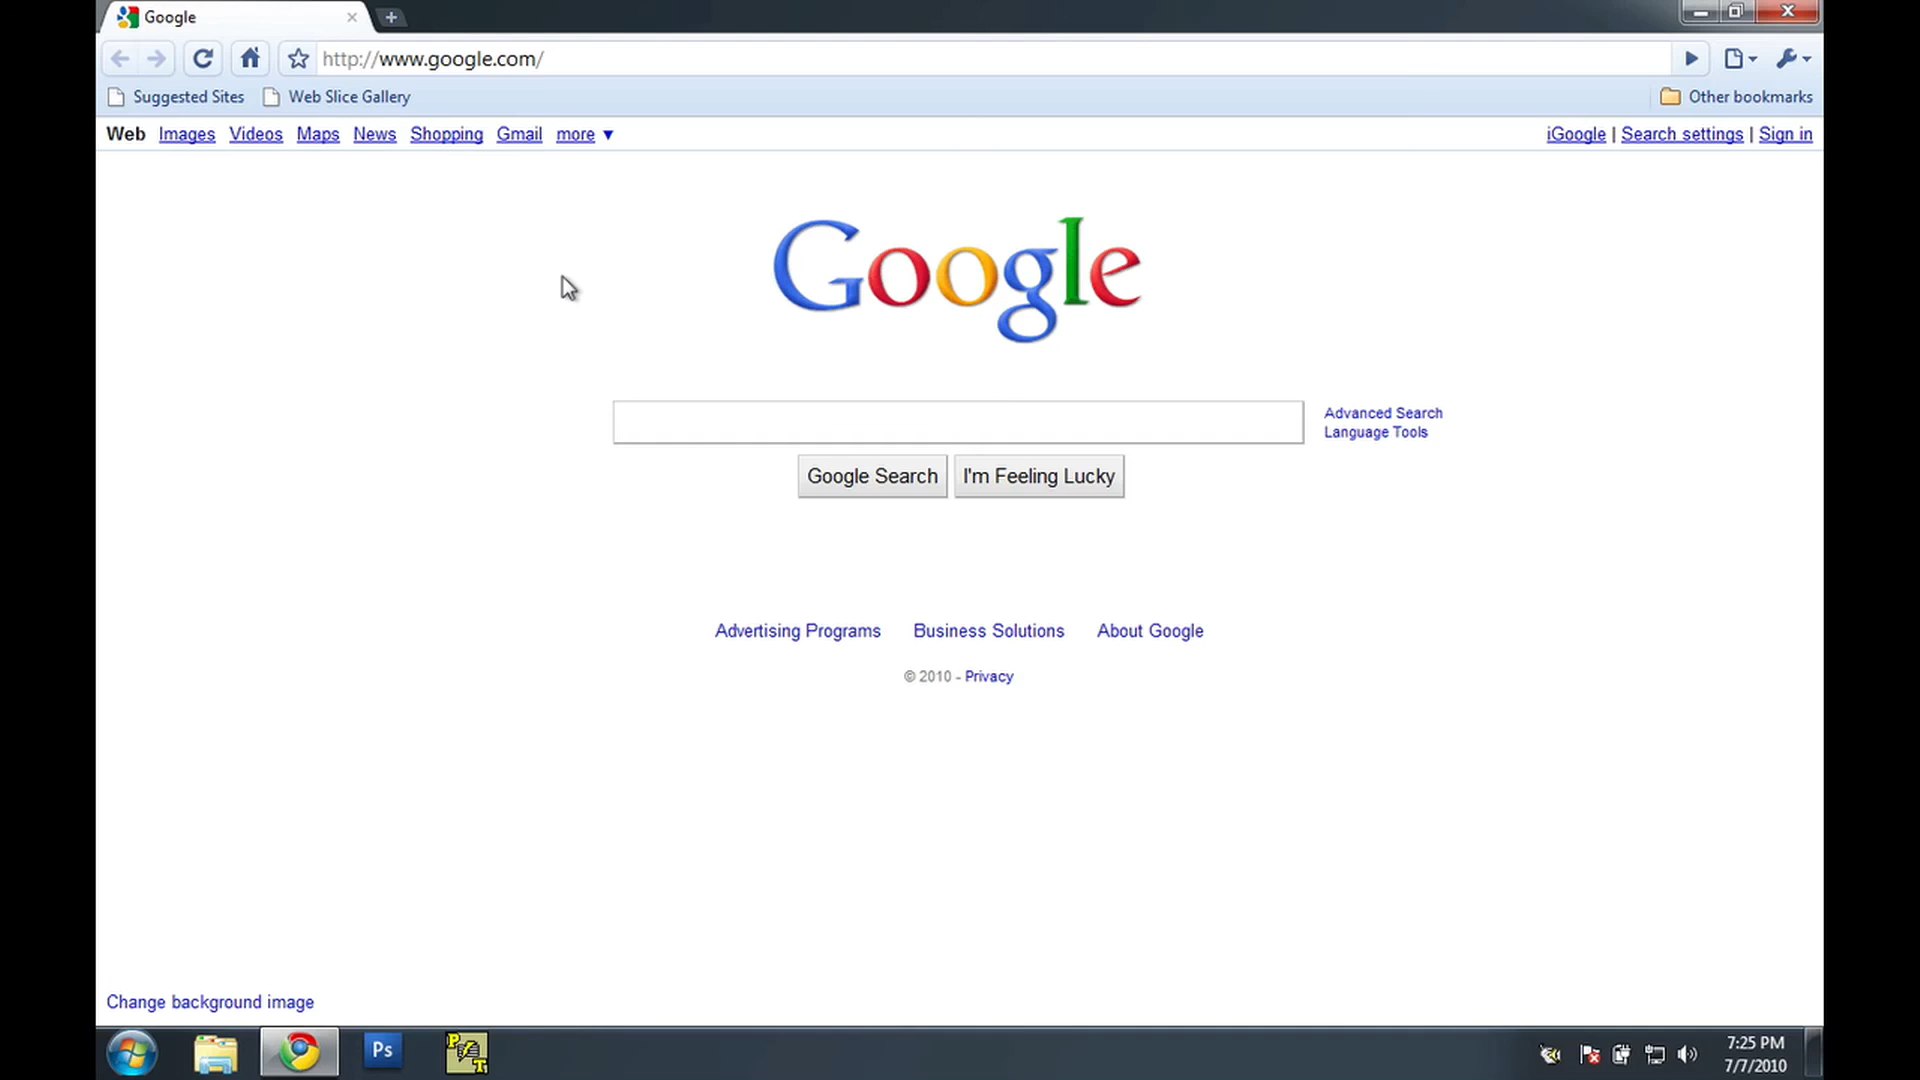 Google
http://www.google.com/
Suggested Sites Web Slice Gallery Other bookmarks
Web Images Videos Maps News Shopping Gmail more ▼ iGoogle | Search settings | Sign in
Google
Advanced Search
Language Tools
Google Search I'm Feeling Lucky
Advertising Programs Business Solutions About Google
© 2010 - Privacy
Change background image
Ps
P
T
7:25 PM
7/7/2010